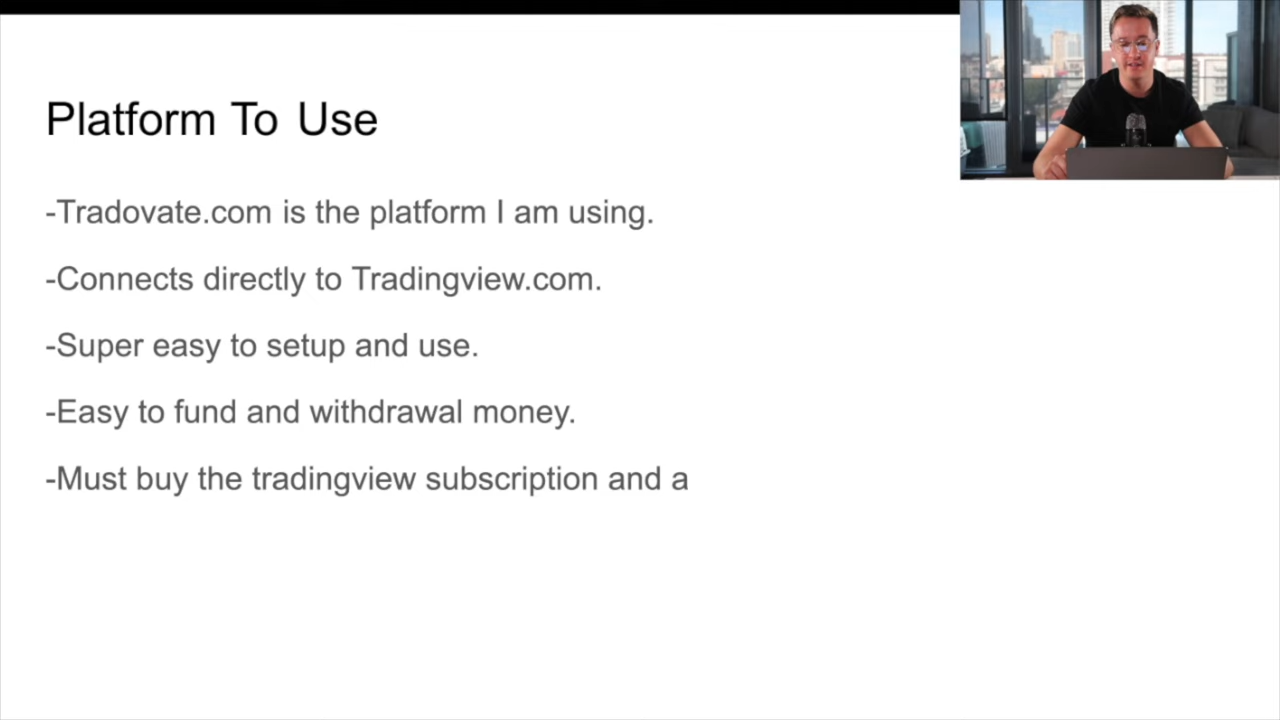 Platform To Use
-Tradovate.com is the platform I am using.
-Connects directly to Tradingview.com.
-Super easy to setup and use.
-Easy to fund and withdrawal money.
-Must buy the tradingview subscription and a